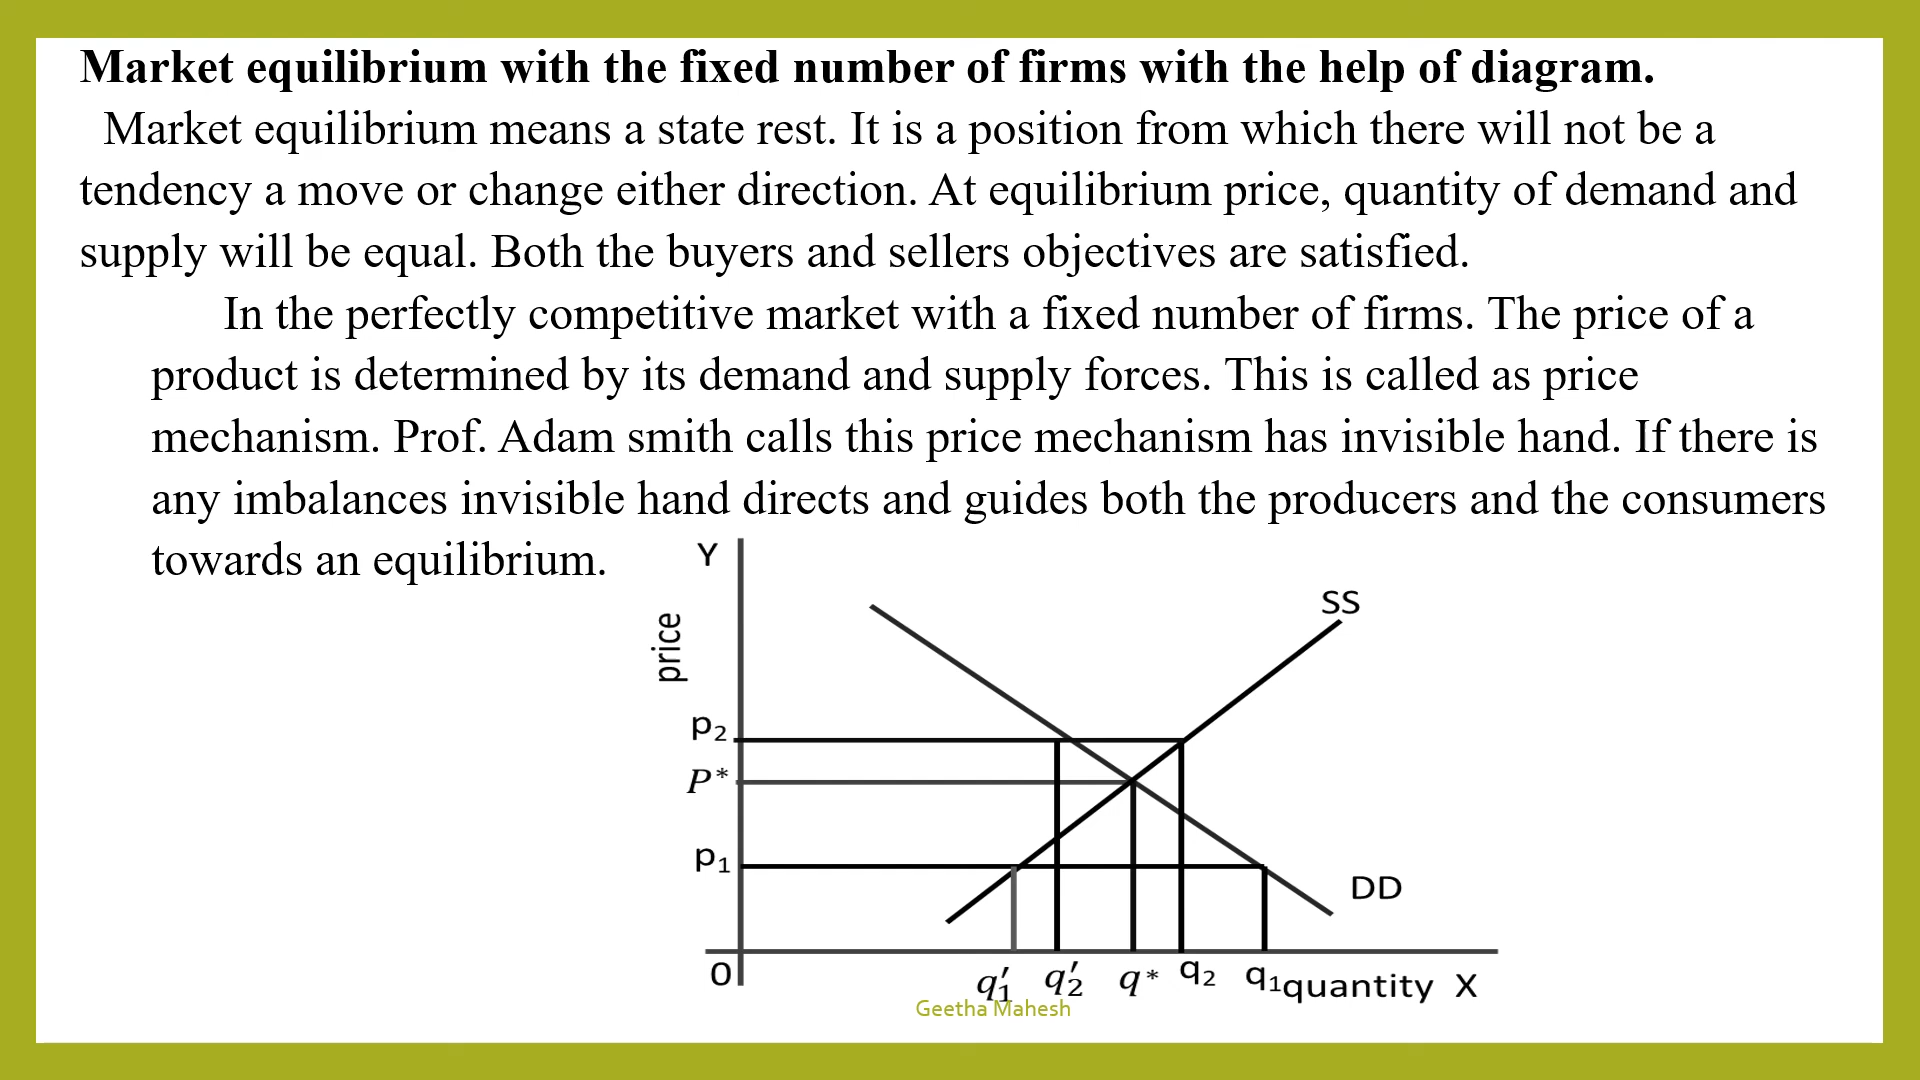 Market equilibrium with the fixed number of firms with the help of diagram.
Market equilibrium means a state rest. It is a position from which there will not be a
tendency a move or change either direction. At equilibrium price, quantity of demand and
supply will be equal. Both the buyers and sellers objectives are satisfied.
In the perfectly competitive market with a fixed number of firms. The price of a
product is determined by its demand and supply forces. This is called as price
mechanism. Prof. Adam smith calls this price mechanism has invisible hand. If there is
any imbalances invisible hand directs and guides both the producers and the consumers
towards an equilibrium.
Y
price
SS
p₂
P*
p₁
DD
0
q′₁ q′₂ q* q₂ q₁ quantity X
Geetha Mahesh